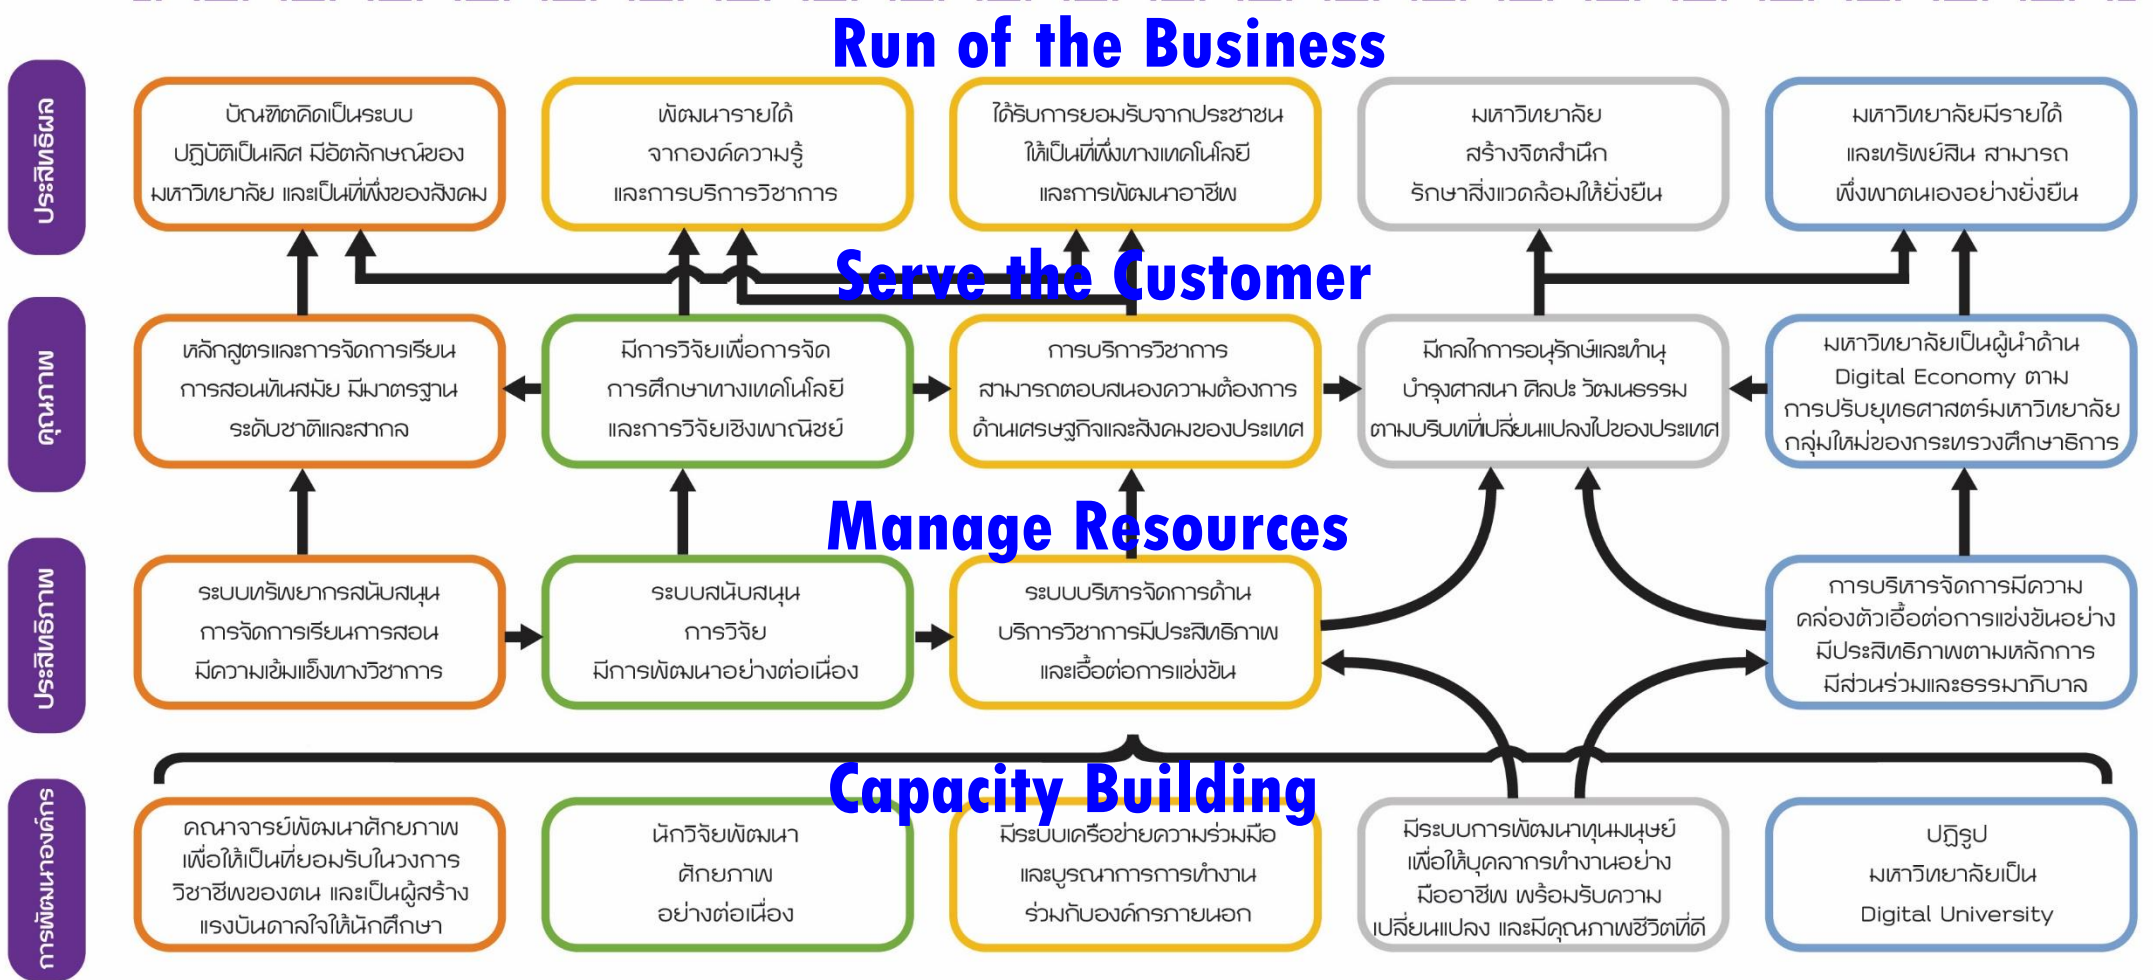 Run of the Business
ประสิทธิผล
บัณฑิตคิดเป็นระบบ
ปฏิบัติเป็นเลิศ มีอัตลักษณ์ของ
มหาวิทยาลัย และเป็นที่พึ่งของสังคม
พัฒนารายได้
จากองค์ความรู้
และการบริการวิชาการ
ได้รับการยอมรับจากประชาชน
ให้เป็นที่พึ่งทางเทคโนโลยี
และการพัฒนาอาชีพ
มหาวิทยาลัย
สร้างจิตสำนึก
รักษาสิ่งแวดล้อมให้ยั่งยืน
มหาวิทยาลัยมีรายได้
และทรัพย์สิน สามารถ
พึ่งพาตนเองอย่างยั่งยืน
Serve the Customer
คุณภาพ
หลักสูตรและการจัดการเรียน
การสอนทันสมัย มีมาตรฐาน
ระดับชาติและสากล
มีการวิจัยเพื่อการจัด
การศึกษาทางเทคโนโลยี
และการวิจัยเชิงพาณิชย์
การบริการวิชาการ
สามารถตอบสนองความต้องการ
ด้านเศรษฐกิจและสังคมของประเทศ
มีกลไกการอนุรักษ์และทำนุ
บำรุงศาสนา ศิลปะ วัฒนธรรม
ตามบริบทที่เปลี่ยนแปลงไปของประเทศ
มหาวิทยาลัยเป็นผู้นำด้าน
Digital Economy ตาม
การปรับยุทธศาสตร์มหาวิทยาลัย
กลุ่มใหม่ของกระทรวงศึกษาธิการ
Manage Resources
ประสิทธิภาพ
ระบบทรัพยากรสนับสนุน
การจัดการเรียนการสอน
มีความเข้มแข็งทางวิชาการ
ระบบสนับสนุน
การวิจัย
มีการพัฒนาอย่างต่อเนื่อง
ระบบบริหารจัดการด้าน
บริการวิชาการมีประสิทธิภาพ
และเอื้อต่อการแข่งขัน
การบริหารจัดการมีความ
คล่องตัวเอื้อต่อการแข่งขันอย่าง
มีประสิทธิภาพตามหลักการ
มีส่วนร่วมและธรรมาภิบาล
Capacity Building
การพัฒนาองค์กร
คณาจารย์พัฒนาศักยภาพ
เพื่อให้เป็นที่ยอมรับในวงการ
วิชาชีพของตน และเป็นผู้สร้าง
แรงบันดาลใจให้นักศึกษา
นักวิจัยพัฒนา
ศักยภาพ
อย่างต่อเนื่อง
มีระบบเครือข่ายความร่วมมือ
และบูรณาการการทำงาน
ร่วมกับองค์กรภายนอก
มีระบบการพัฒนาทุนมนุษย์
เพื่อให้บุคลากรทำงานอย่าง
มืออาชีพ พร้อมรับความ
เปลี่ยนแปลง และมีคุณภาพชีวิตที่ดี
ปฏิรูป
มหาวิทยาลัยเป็น
Digital University